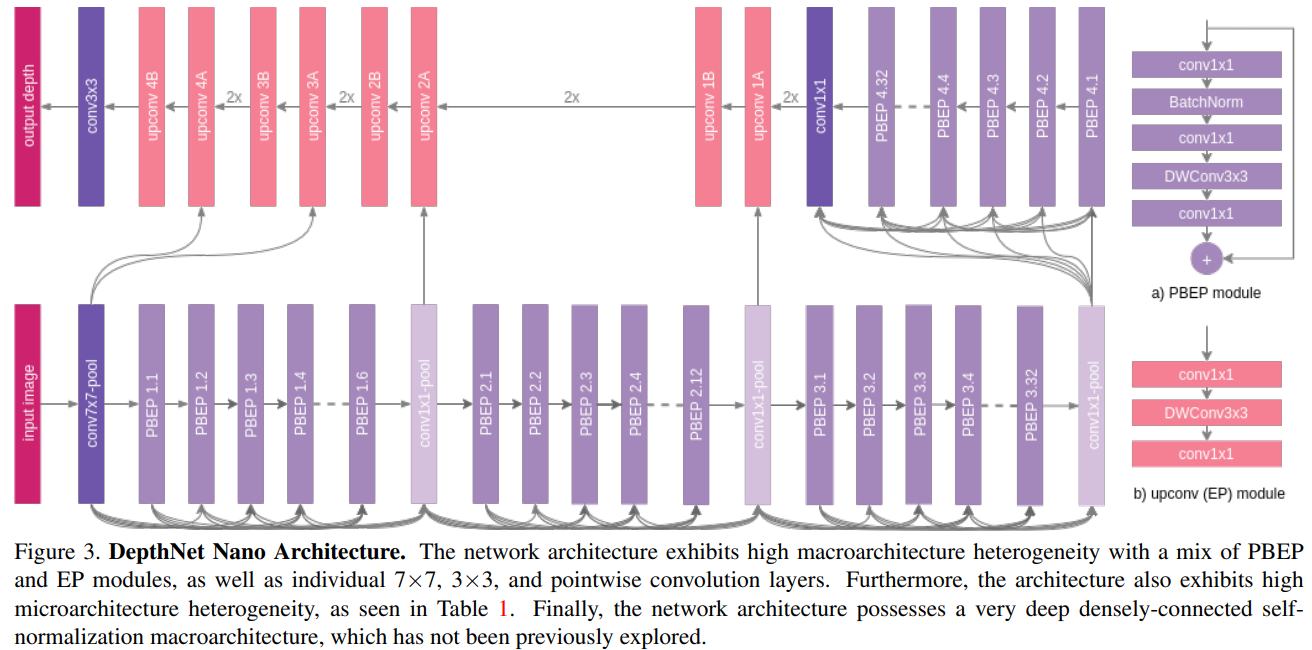 output depth
conv3x3
upconv 4B
upconv 4A
2x
upconv 3B
upconv 3A
2x
upconv 2B
upconv 2A
2x
upconv 1B
upconv 1A
2x
conv1x1
PBEP 4.32
PBEP 4.4
PBEP 4.3
PBEP 4.2
PBEP 4.1
conv1x1
BatchNorm
conv1x1
DWConv3x3
conv1x1
+
a) PBEP module
input image
conv7x7-pool
PBEP 1.1
PBEP 1.2
PBEP 1.3
PBEP 1.4
PBEP 1.6
conv1x1-pool
PBEP 2.1
PBEP 2.2
PBEP 2.3
PBEP 2.4
PBEP 2.12
conv1x1-pool
PBEP 3.1
PBEP 3.2
PBEP 3.3
PBEP 3.4
PBEP 3.32
conv1x1-pool
conv1x1
DWConv3x3
conv1x1
b) upconv (EP) module
Figure 3. DepthNet Nano Architecture. The network architecture exhibits high macroarchitecture heterogeneity with a mix of PBEP
and EP modules, as well as individual 7×7, 3×3, and pointwise convolution layers. Furthermore, the architecture also exhibits high
microarchitecture heterogeneity, as seen in Table 1. Finally, the network architecture possesses a very deep densely-connected self-
normalization macroarchitecture, which has not been previously explored.